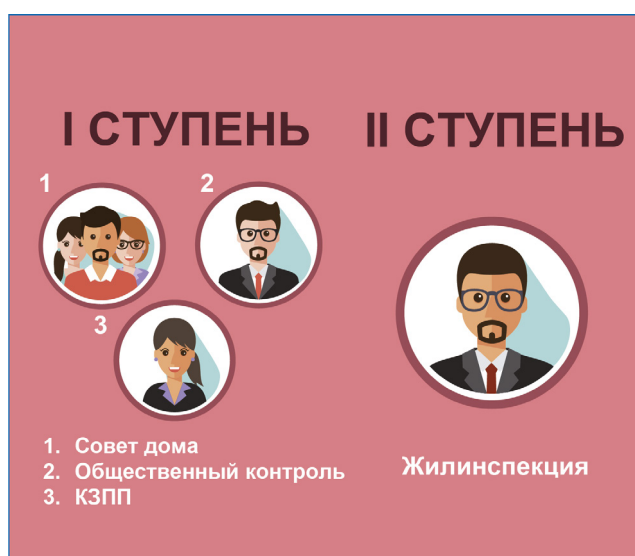 I СТУПЕНЬ
1
2
3
1. Совет дома
2. Общественный контроль
3. КЗПП
II СТУПЕНЬ
Жилинспекция